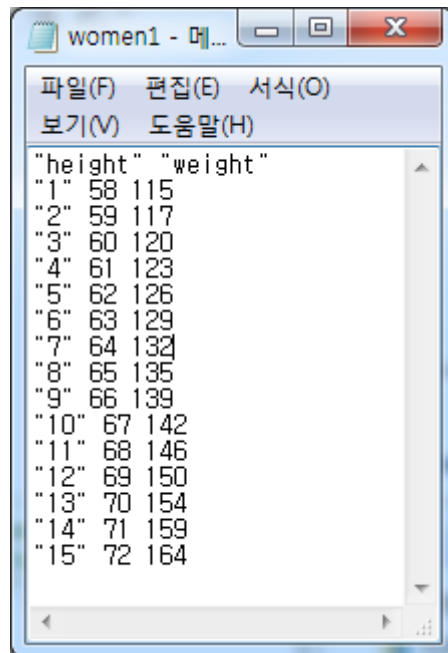 women1 - 메...
파일(F) 편집(E) 서식(O)
보기(V) 도움말(H)
"height" "weight"
"1" 58 115
"2" 59 117
"3" 60 120
"4" 61 123
"5" 62 126
"6" 63 129
"7" 64 132
"8" 65 135
"9" 66 139
"10" 67 142
"11" 68 146
"12" 69 150
"13" 70 154
"14" 71 159
"15" 72 164